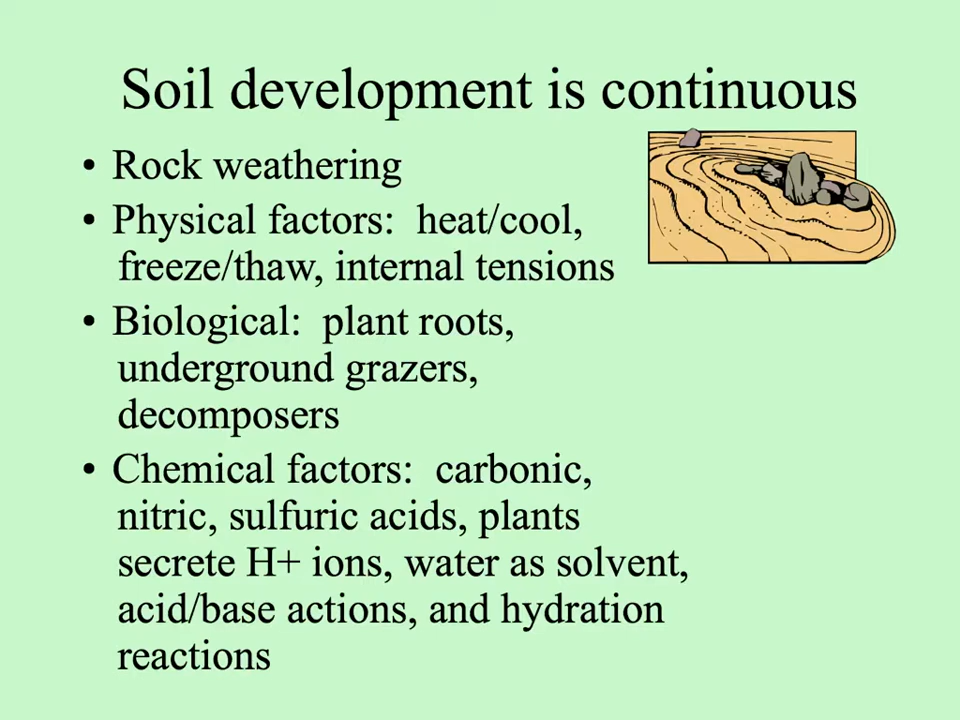 Soil development is continuous
• Rock weathering
• Physical factors:  heat/cool,
freeze/thaw, internal tensions
• Biological:  plant roots,
underground grazers,
decomposers
• Chemical factors:  carbonic,
nitric, sulfuric acids, plants
secrete H+ ions, water as solvent,
acid/base actions, and hydration
reactions